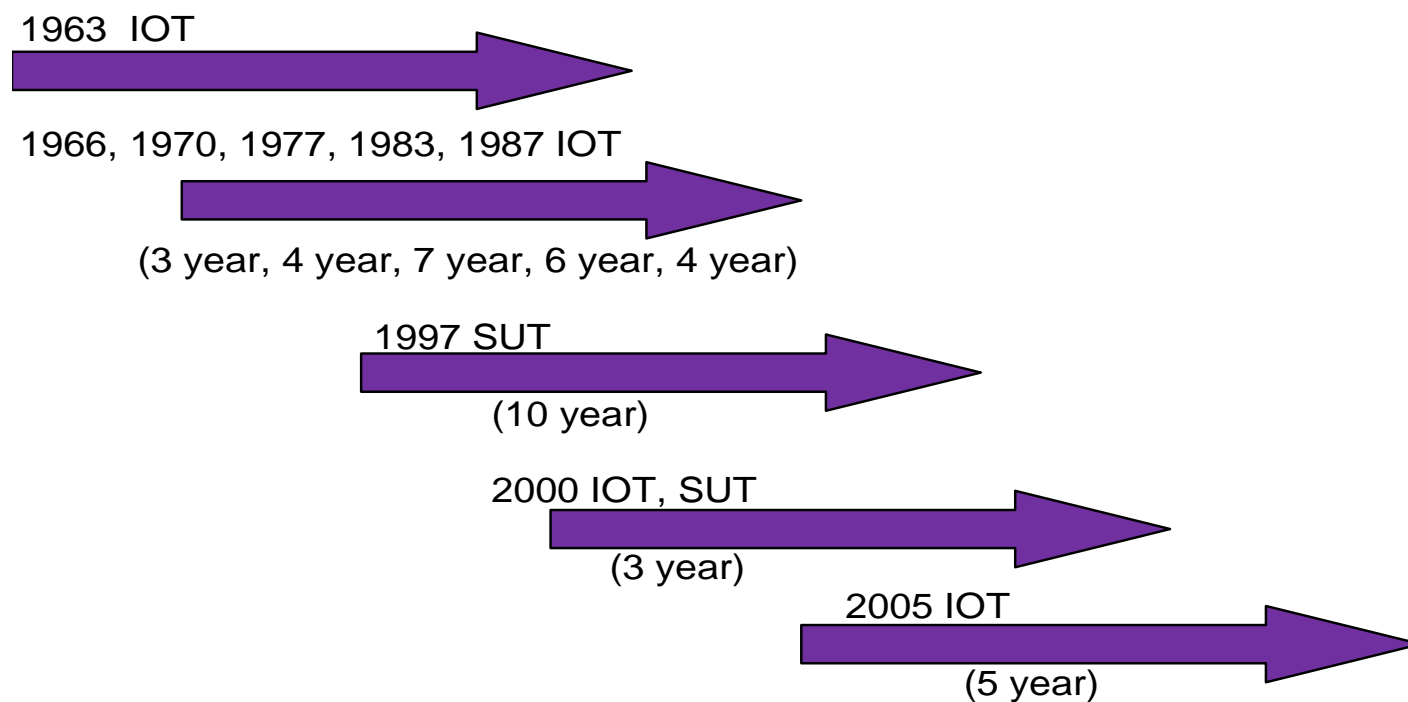 1963  IOT
1966, 1970, 1977, 1983, 1987 IOT
(3 year, 4 year, 7 year, 6 year, 4 year)
1997 SUT
(10 year)
2000 IOT, SUT
(3 year)
2005 IOT
(5 year)